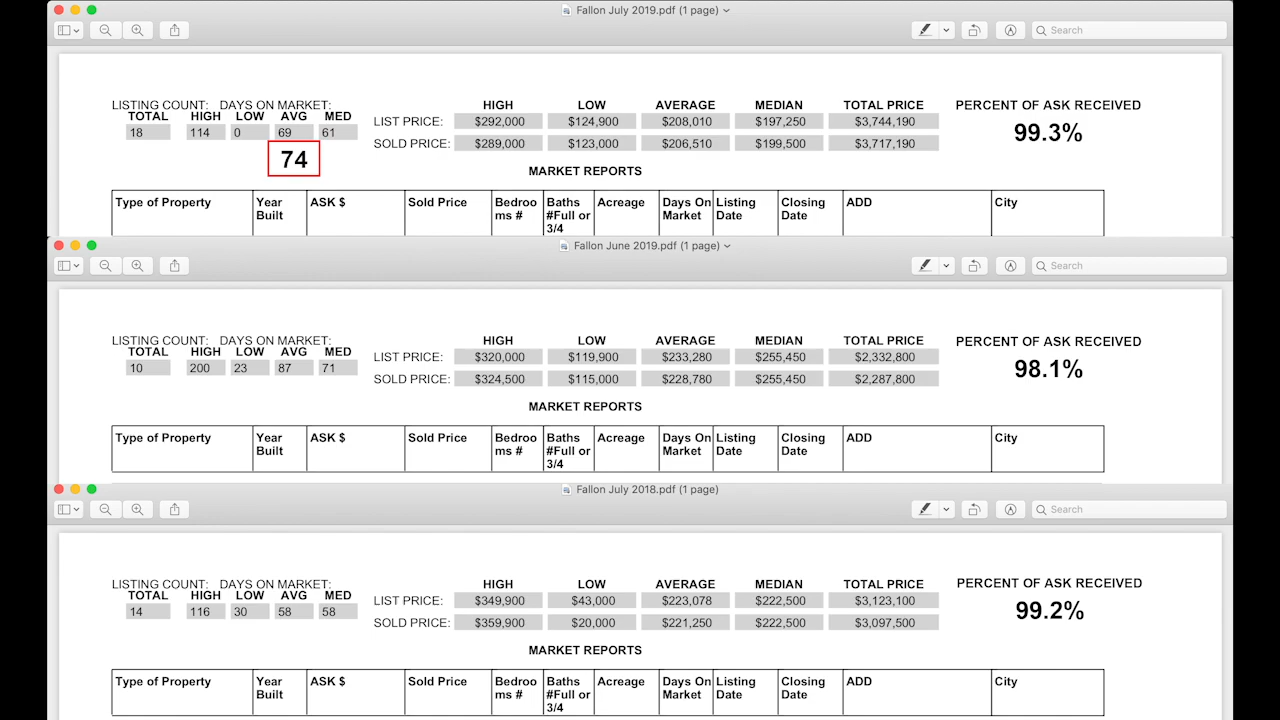 Fallon July 2019.pdf (1 page)
Search
LISTING COUNT: DAYS ON MARKET:
TOTAL HIGH LOW AVG MED
18 114 0 69 61
74
HIGH LOW AVERAGE MEDIAN TOTAL PRICE
LIST PRICE: $292,000 $124,900 $208,010 $197,250 $3,744,190
SOLD PRICE: $289,000 $123,000 $206,510 $199,500 $3,717,190
PERCENT OF ASK RECEIVED
99.3%
MARKET REPORTS
Type of Property Year Built ASK $ Sold Price Bedroo ms # Baths #Full or 3/4 Acreage Days On Market Listing Date Closing Date ADD City
Fallon June 2019.pdf (1 page)
Search
LISTING COUNT: DAYS ON MARKET:
TOTAL HIGH LOW AVG MED
10 200 23 87 71
HIGH LOW AVERAGE MEDIAN TOTAL PRICE
LIST PRICE: $320,000 $119,900 $233,280 $255,450 $2,332,800
SOLD PRICE: $324,500 $115,000 $228,780 $255,450 $2,287,800
PERCENT OF ASK RECEIVED
98.1%
MARKET REPORTS
Type of Property Year Built ASK $ Sold Price Bedroo ms # Baths #Full or 3/4 Acreage Days On Market Listing Date Closing Date ADD City
Fallon July 2018.pdf (1 page)
Search
LISTING COUNT: DAYS ON MARKET:
TOTAL HIGH LOW AVG MED
14 116 30 58 58
HIGH LOW AVERAGE MEDIAN TOTAL PRICE
LIST PRICE: $349,900 $43,000 $223,078 $222,500 $3,123,100
SOLD PRICE: $359,900 $20,000 $221,250 $222,500 $3,097,500
PERCENT OF ASK RECEIVED
99.2%
MARKET REPORTS
Type of Property Year Built ASK $ Sold Price Bedroo ms # Baths #Full or 3/4 Acreage Days On Market Listing Date Closing Date ADD City